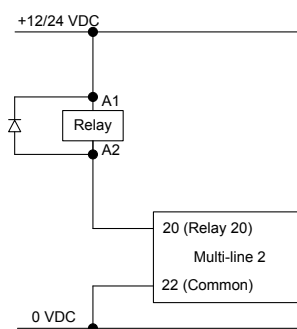 +12/24 VDC
A1
Relay
A2
20 (Relay 20)
Multi-line 2
22 (Common)
0 VDC